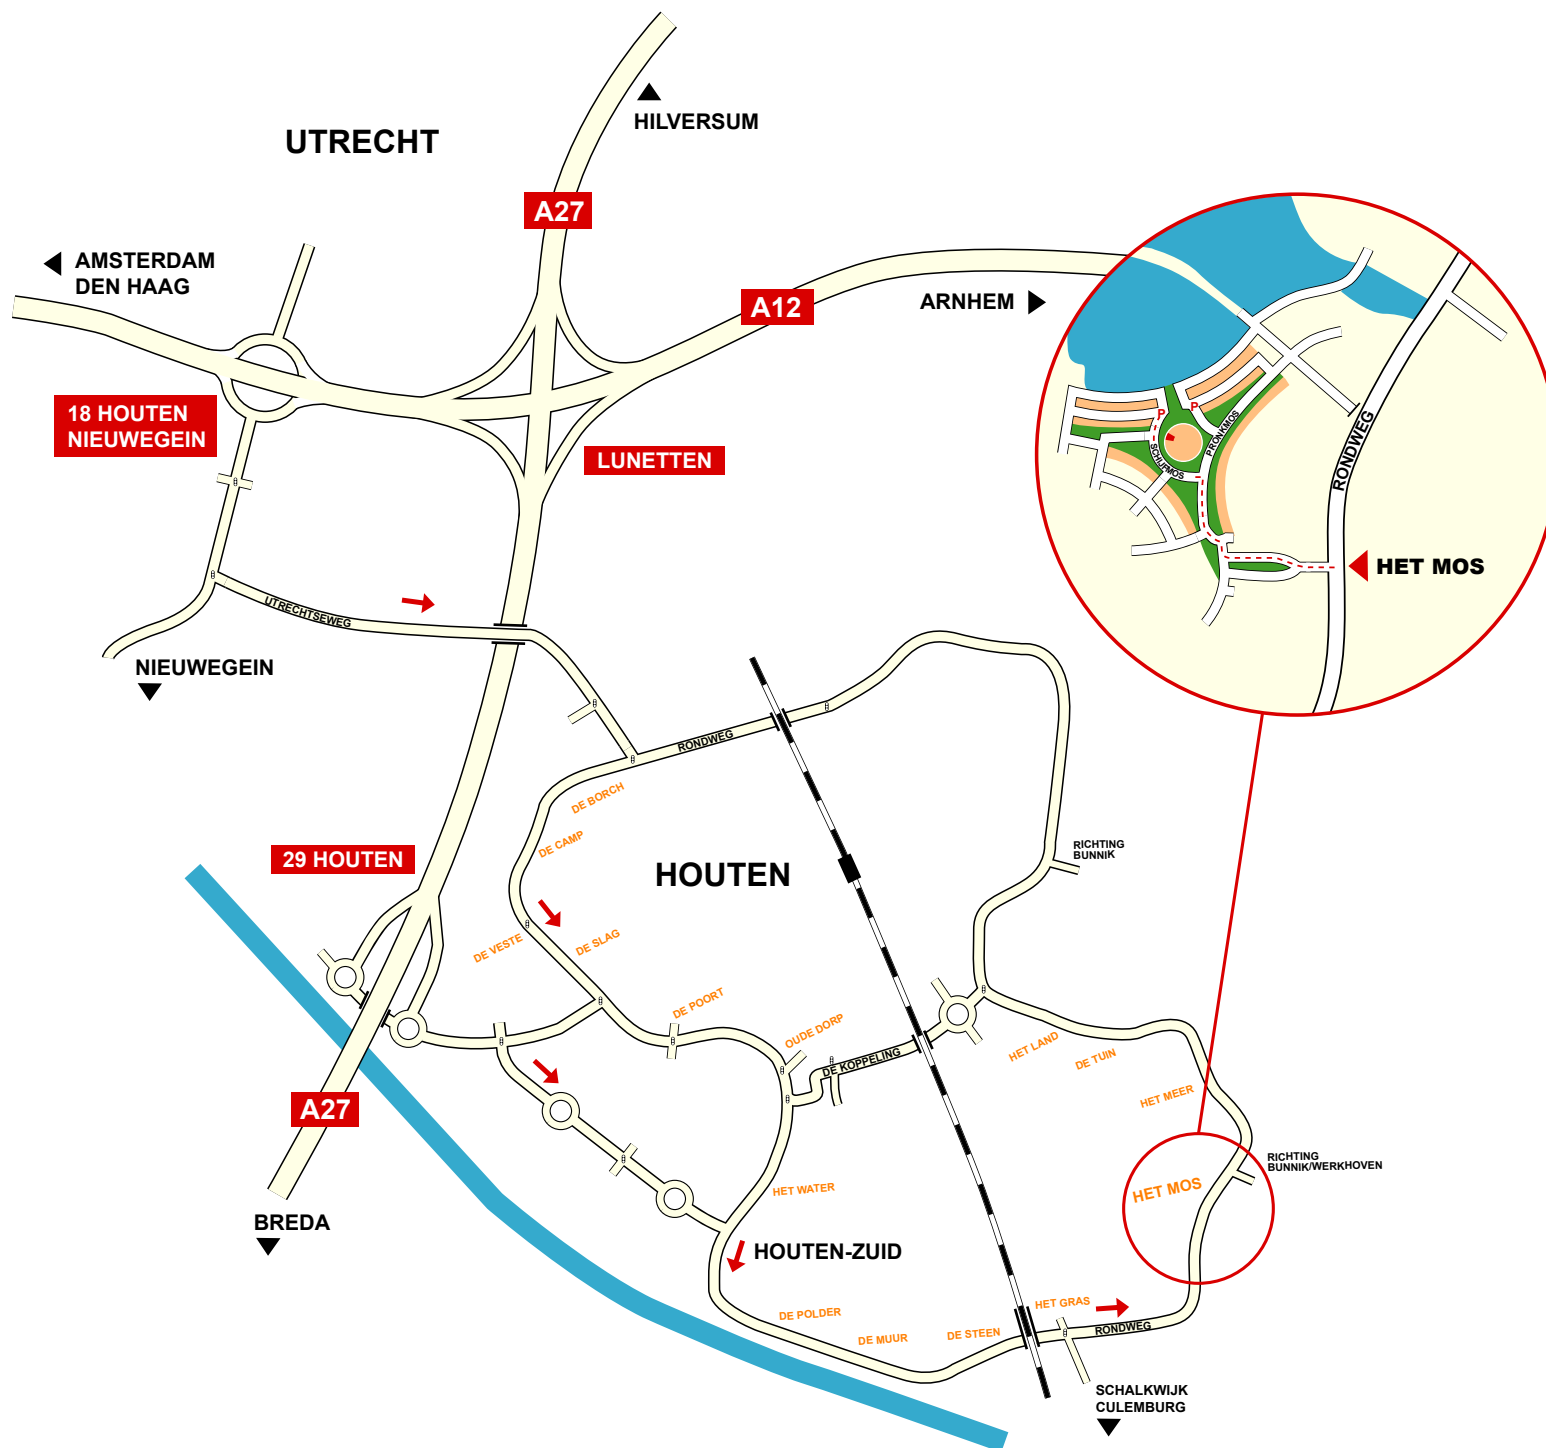 UTRECHT
HILVERSUM
A27
AMSTERDAM
DEN HAAG
A12
ARNHEM
18 HOUTEN
NIEUWEGEIN
LUNETTEN
P
P
PRONKMOS
SCHIJFMOS
RONDWEG
HET MOS
UTRECHTSEWEG
NIEUWEGEIN
RONDWEG
DE BORCH
DE CAMP
29 HOUTEN
HOUTEN
RICHTING
BUNNIK
DE VESTE
DE SLAG
DE POORT
OUDE DORP
DE KOPPELING
HET LAND
DE TUIN
HET MEER
A27
RICHTING
BUNNIK/WERKHOVEN
HET MOS
HET WATER
BREDA
HOUTEN-ZUID
DE POLDER
DE MUUR
DE STEEN
HET GRAS
RONDWEG
SCHALKWIJK
CULEMBURG